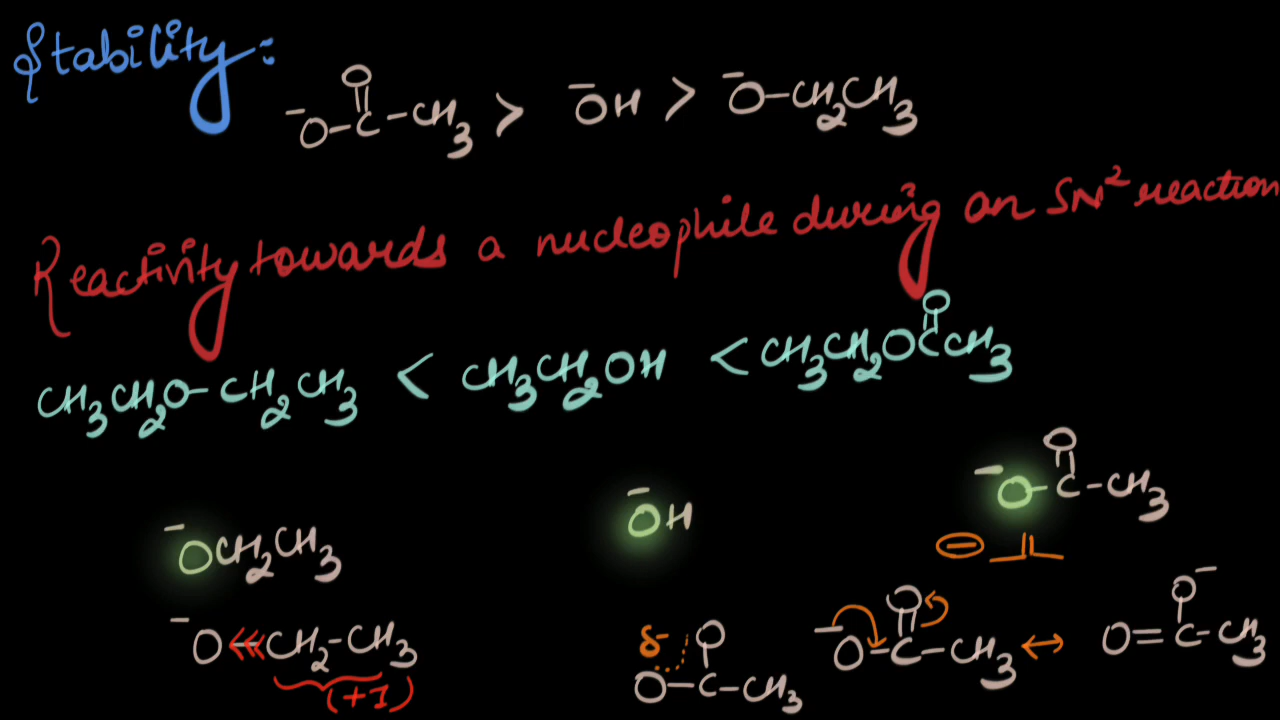 Stability:
⁻O-C(=O)-CH₃ > ⁻OH > ⁻O-CH₂CH₃
Reactivity towards a nucleophile during an SN² reaction
CH₃CH₂O-CH₂CH₃ < CH₃CH₂OH < CH₃CH₂OC(=O)CH₃
⁻OCH₂CH₃ ⁻OH ⁻O-C(=O)-CH₃
⊖
⁻O-CH₂-CH₃ δ- O-C(O)-CH₃ ⁻O-C(=O)-CH₃ ↔ O=C(O⁻)-CH₃
(+I)